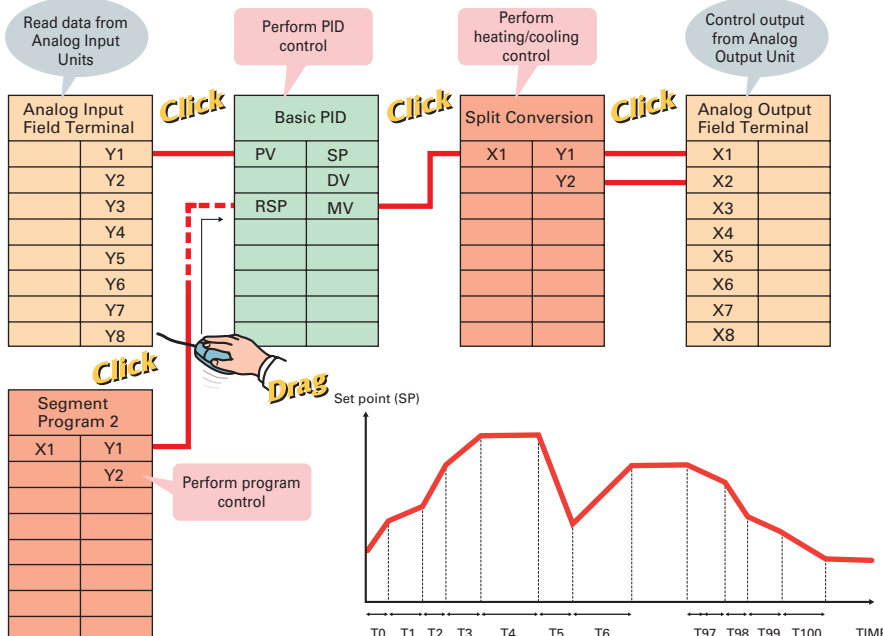 Read data from
Analog Input
Units
Perform PID
control
Perform
heating/cooling
control
Control output
from Analog
Output Unit
Analog Input
Field Terminal
Click
Basic PID
Click
Split Conversion
Click
Analog Output
Field Terminal
Y1 PV SP X1 Y1 X1
Y2 DV Y2 X2
Y3 RSP MV X3
Y4 X4
Y5 X5
Y6 X6
Y7 X7
Y8 X8
Click
Drag
Segment
Program 2
X1 Y1
Y2
Perform program
control
Set point (SP)
T0 T1 T2 T3 T4 T5 T6 T97 T98 T99 T100 TIME